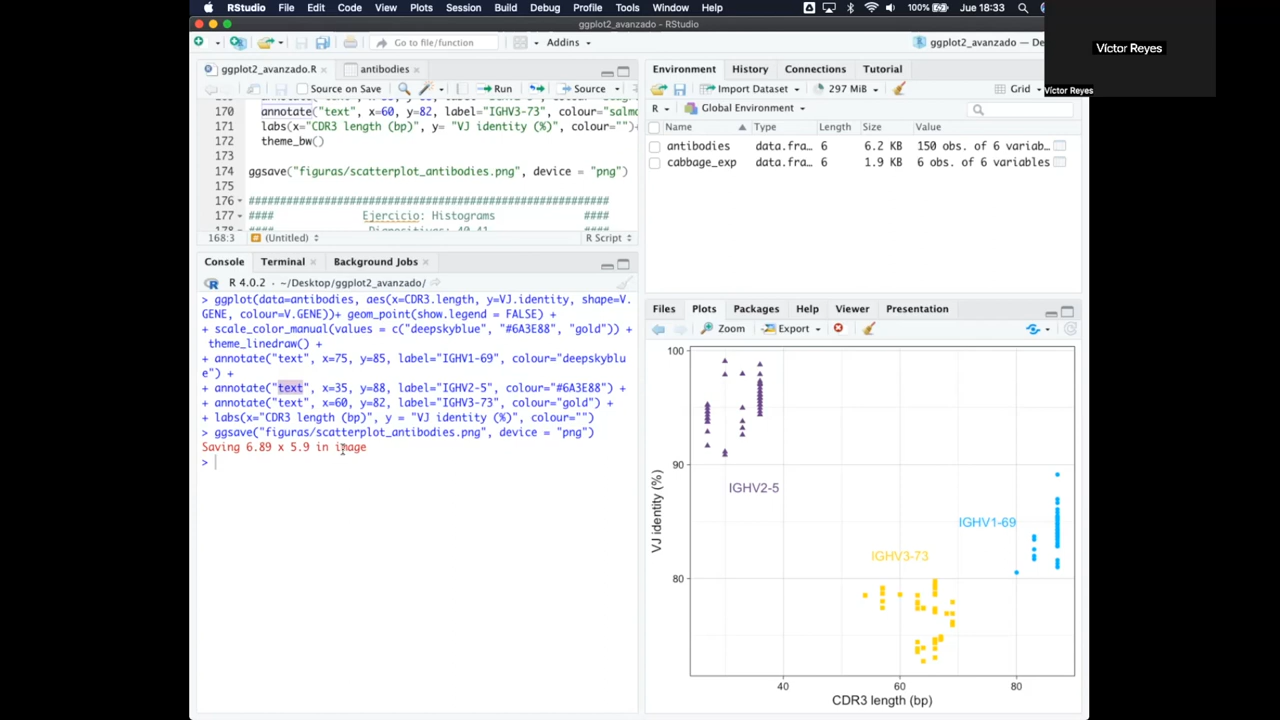 RStudio File Edit Code View Plots Session Build Debug Profile Tools Window Help 100% Jue 18:33
ggplot2_avanzado - RStudio
Go to file/function Addins ggplot2_avanzado — De
Víctor Reyes
Víctor Reyes
ggplot2_avanzado.R antibodies
Source on Save Run Source
170 annotate("text", x=60, y=82, label="IGHV3-73", colour="salmo
171 labs(x="CDR3 length (bp)", y= "VJ identity (%)", colour="")+
172 theme_bw()
173
174 ggsave("figuras/scatterplot_antibodies.png", device = "png")
175
176 ########################################################
177 #### Ejercicio: Histograms ####
168:3 (Untitled) R Script
Console Terminal Background Jobs
R 4.0.2 · ~/Desktop/ggplot2_avanzado/
> ggplot(data=antibodies, aes(x=CDR3.length, y=VJ.identity, shape=V.
GENE, colour=V.GENE))+ geom_point(show.legend = FALSE) +
+ scale_color_manual(values = c("deepskyblue", "#6A3E88", "gold")) +
theme_linedraw() +
+ annotate("text", x=75, y=85, label="IGHV1-69", colour="deepskyblu
e") +
+ annotate("text", x=35, y=88, label="IGHV2-5", colour="#6A3E88") +
+ annotate("text", x=60, y=82, label="IGHV3-73", colour="gold") +
+ labs(x="CDR3 length (bp)", y = "VJ identity (%)", colour="")
> ggsave("figuras/scatterplot_antibodies.png", device = "png")
Saving 6.89 x 5.9 in image
>
Environment History Connections Tutorial
Import Dataset 297 MiB Grid
R Global Environment
Name Type Length Size Value
antibodies data.fra… 6 6.2 KB 150 obs. of 6 variab…
cabbage_exp data.fra… 6 1.9 KB 6 obs. of 6 variables
Files Plots Packages Help Viewer Presentation
Zoom Export
100
90
80
VJ identity (%)
IGHV2-5
IGHV1-69
IGHV3-73
40 60 80
CDR3 length (bp)